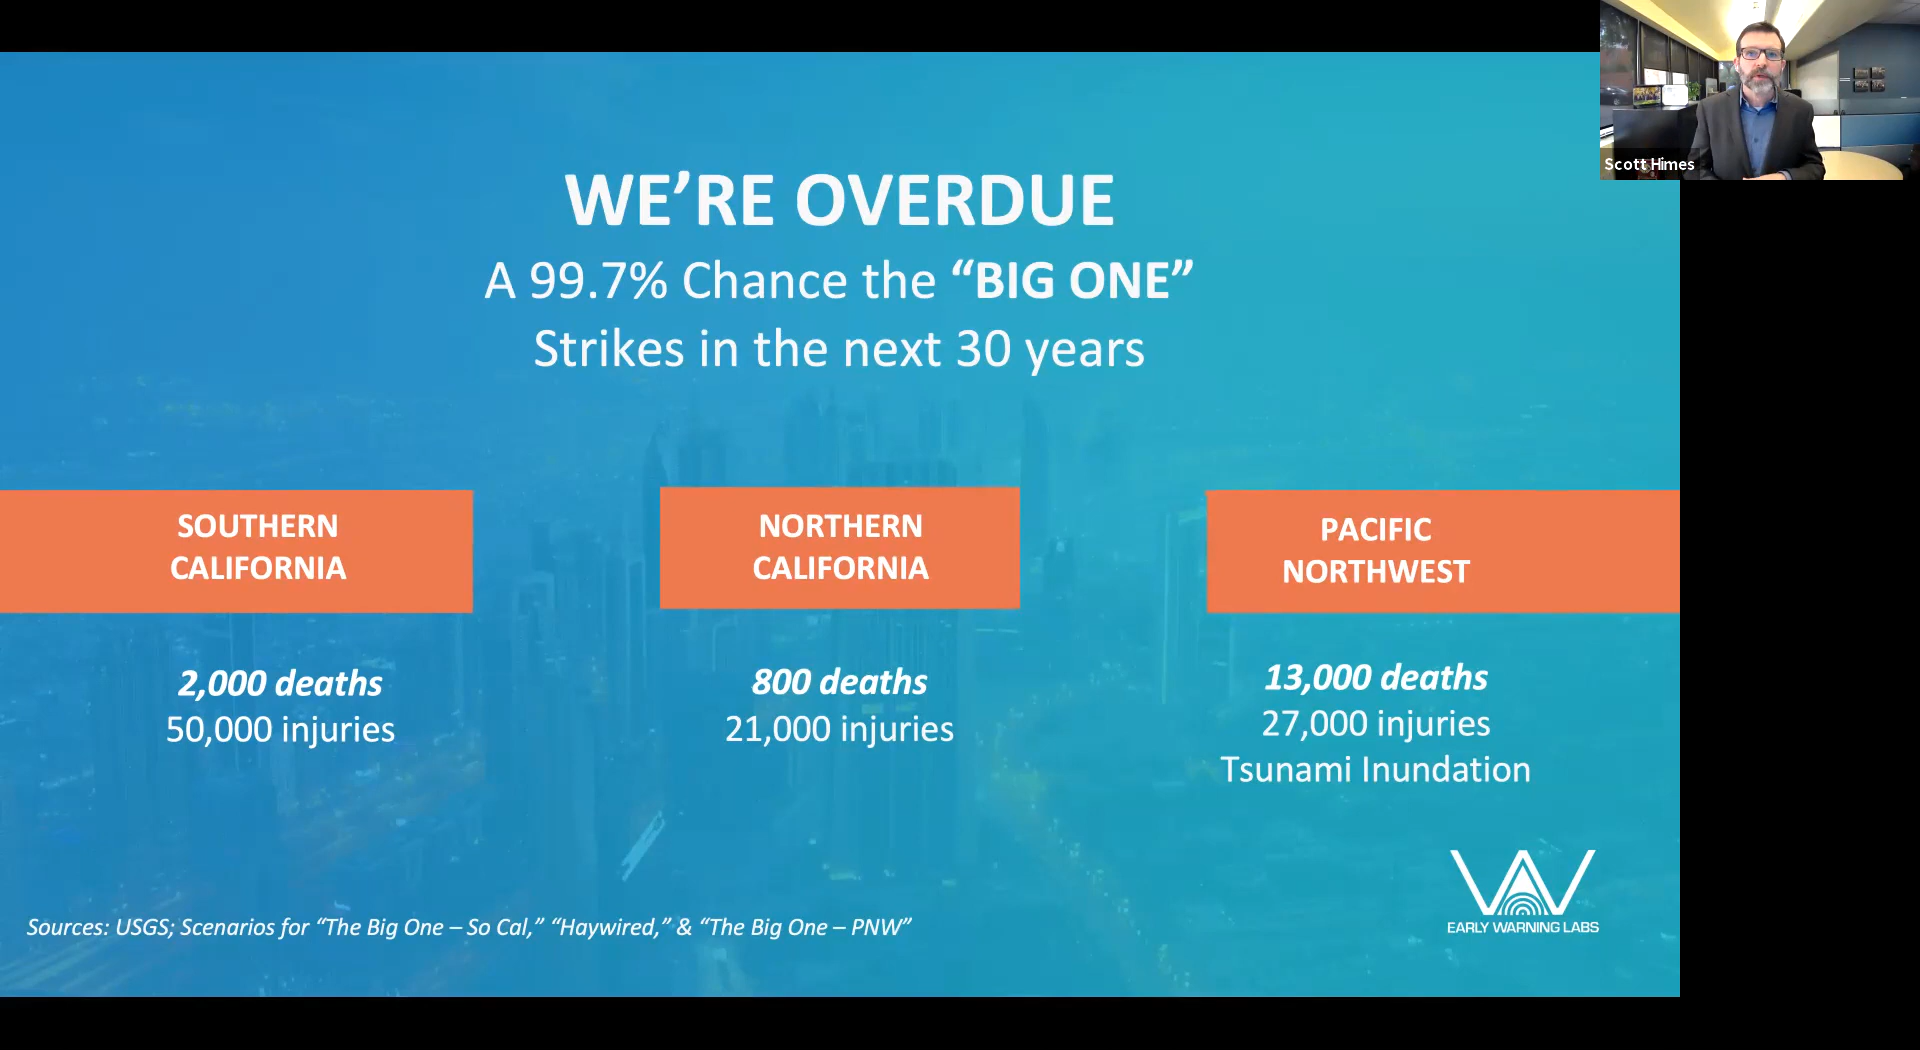 Scott Himes
WE’RE OVERDUE
A 99.7% Chance the “BIG ONE”
Strikes in the next 30 years
SOUTHERN
CALIFORNIA
2,000 deaths
50,000 injuries
NORTHERN
CALIFORNIA
800 deaths
21,000 injuries
PACIFIC
NORTHWEST
13,000 deaths
27,000 injuries
Tsunami Inundation
Sources: USGS; Scenarios for “The Big One – So Cal,” “Haywired,” & “The Big One – PNW”
EARLY WARNING LABS